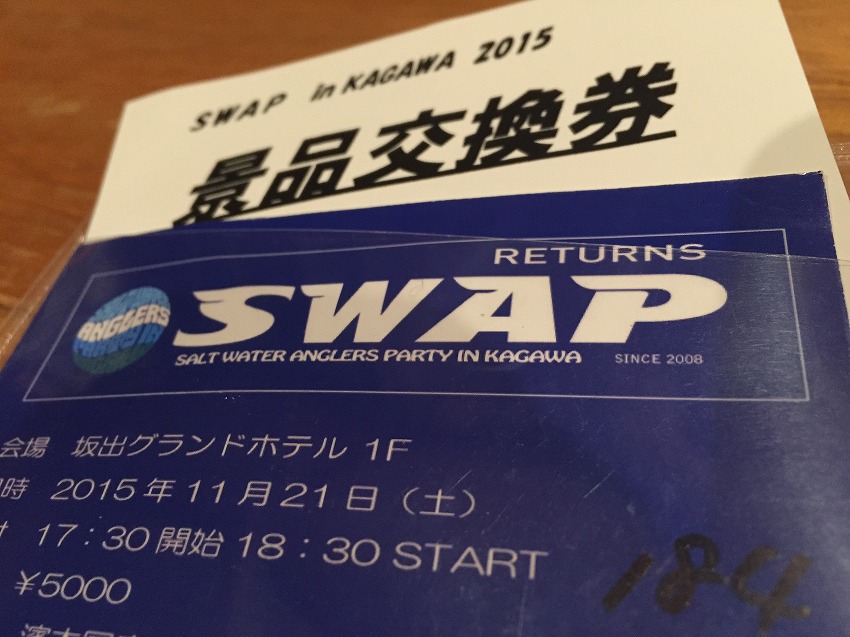 SWAP in KAGAWA 2015
景品交換券
RETURNS
ANGLERS
SWAP
SALT WATER ANGLERS PARTY IN KAGAWA SINCE 2008
会場 坂出グランドホテル 1F
時 2015年11月21日（土）
17：30開始 18：30 START
¥5000
184